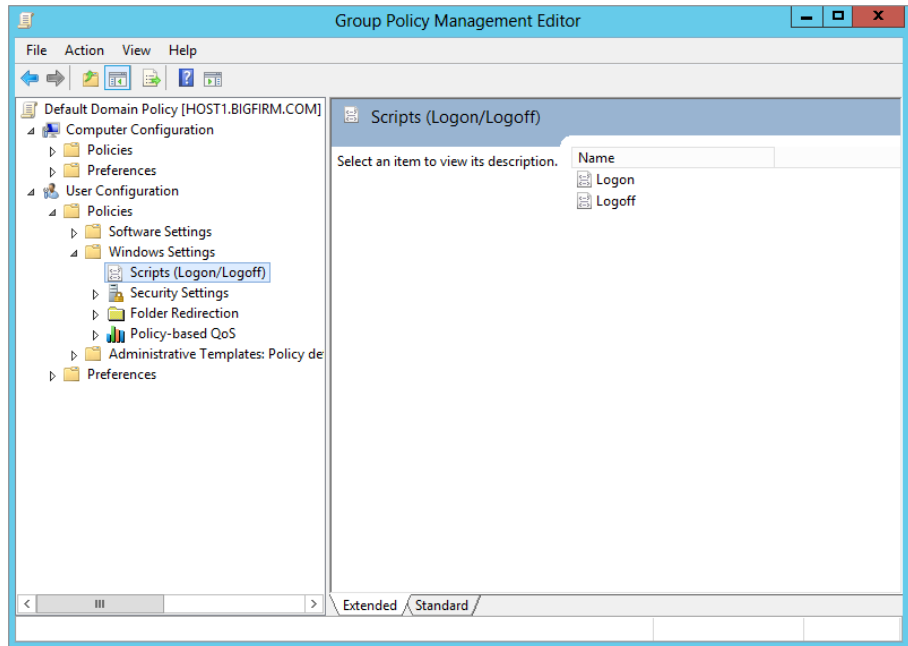 Group Policy Management Editor
File Action View Help
Default Domain Policy [HOST1.BIGFIRM.COM]
Computer Configuration
Policies
Preferences
User Configuration
Policies
Software Settings
Windows Settings
Scripts (Logon/Logoff)
Security Settings
Folder Redirection
Policy-based QoS
Administrative Templates: Policy de
Preferences
Scripts (Logon/Logoff)
Select an item to view its description.
Name
Logon
Logoff
Extended Standard